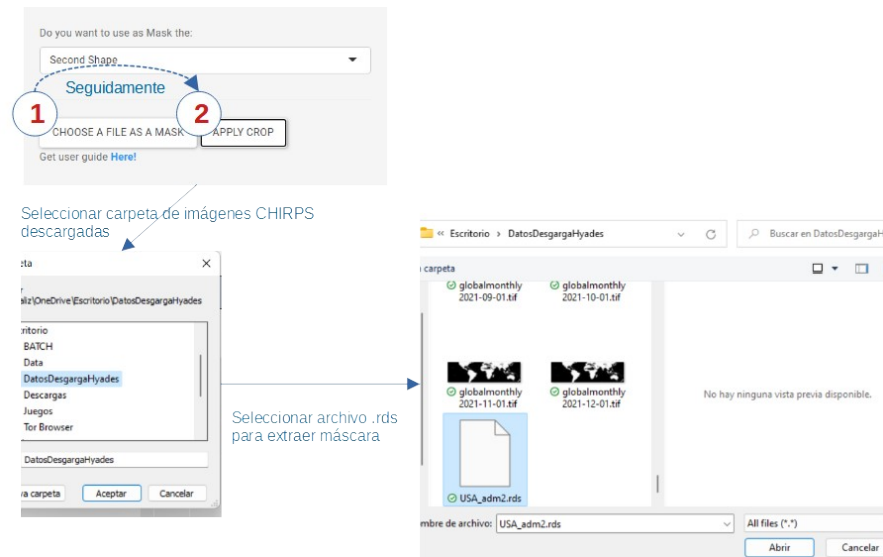 Do you want to use as Mask the:
Second Shape
Seguidamente
1
2
CHOOSE A FILE AS A MASK
APPLY CROP
Get user guide Here!
Seleccionar carpeta de imágenes CHIRPS
descargadas
eta
aliz\OneDrive\Escritorio\DatosDesgargaHyades
critorio
BATCH
Data
DatosDesgargaHyades
Descargas
Juegos
Tor Browser
DatosDesgargaHyades
va carpeta
Aceptar
Cancelar
Seleccionar archivo .rds
para extraer máscara
« Escritorio › DatosDesgargaHyades
Buscar en DatosDesgargaH
carpeta
globalmonthly
2021-09-01.tif
globalmonthly
2021-10-01.tif
globalmonthly
2021-11-01.tif
globalmonthly
2021-12-01.tif
USA_adm2.rds
No hay ninguna vista previa disponible.
mbre de archivo:
USA_adm2.rds
All files (*.*)
Abrir
Cancelar